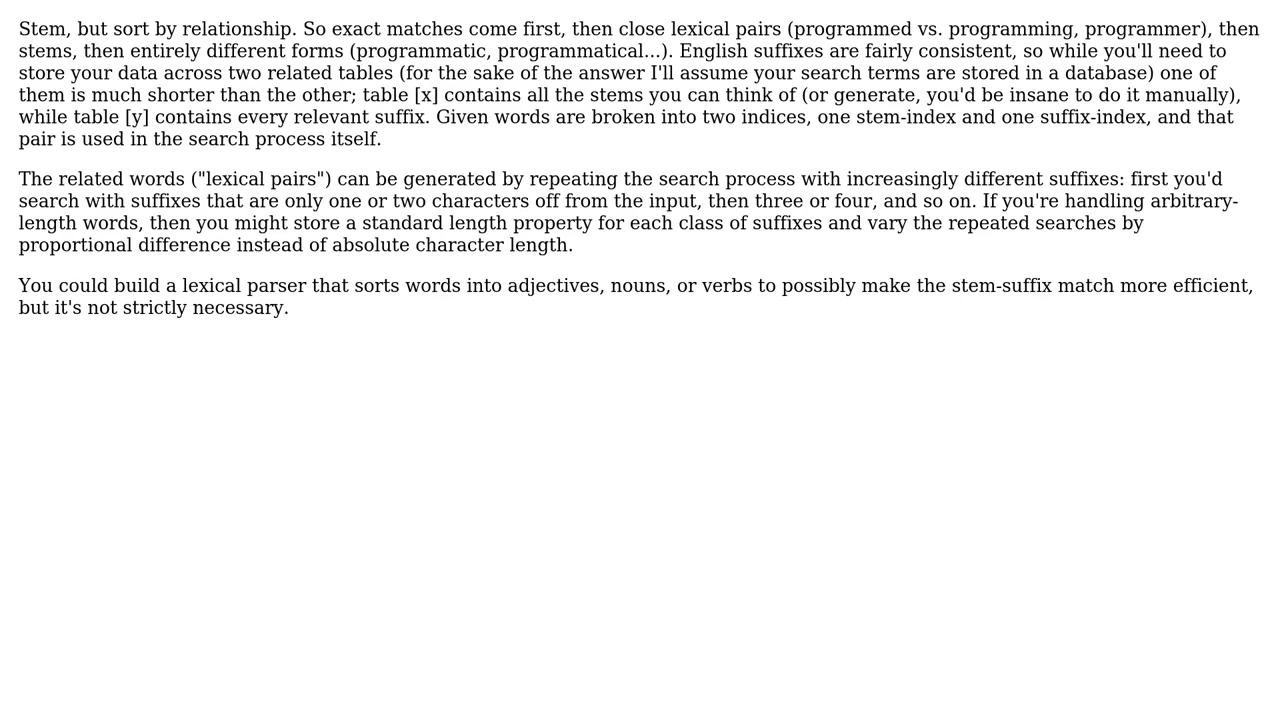 Stem, but sort by relationship. So exact matches come first, then close lexical pairs (programmed vs. programming, programmer), then
stems, then entirely different forms (programmatic, programmatical...). English suffixes are fairly consistent, so while you'll need to
store your data across two related tables (for the sake of the answer I'll assume your search terms are stored in a database) one of
them is much shorter than the other; table [x] contains all the stems you can think of (or generate, you'd be insane to do it manually),
while table [y] contains every relevant suffix. Given words are broken into two indices, one stem-index and one suffix-index, and that
pair is used in the search process itself.
The related words ("lexical pairs") can be generated by repeating the search process with increasingly different suffixes: first you'd
search with suffixes that are only one or two characters off from the input, then three or four, and so on. If you're handling arbitrary-
length words, then you might store a standard length property for each class of suffixes and vary the repeated searches by
proportional difference instead of absolute character length.
You could build a lexical parser that sorts words into adjectives, nouns, or verbs to possibly make the stem-suffix match more efficient,
but it's not strictly necessary.